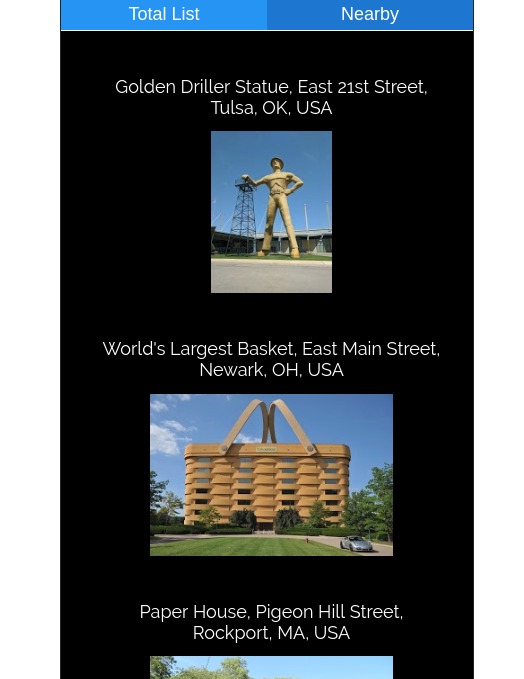 Total List
Nearby
Golden Driller Statue, East 21st Street,
Tulsa, OK, USA
World's Largest Basket, East Main Street,
Newark, OH, USA
Paper House, Pigeon Hill Street,
Rockport, MA, USA